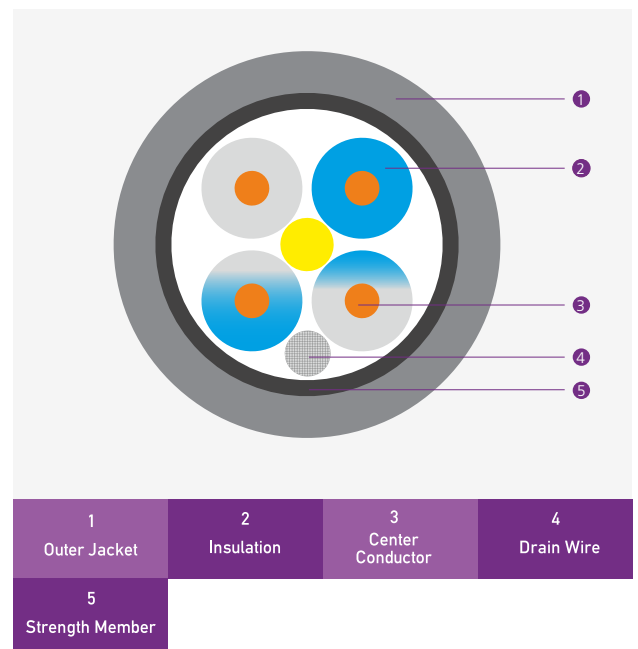 1
2
3
4
5
1
Outer Jacket
2
Insulation
3
Center
Conductor
4
Drain Wire
5
Strength Member